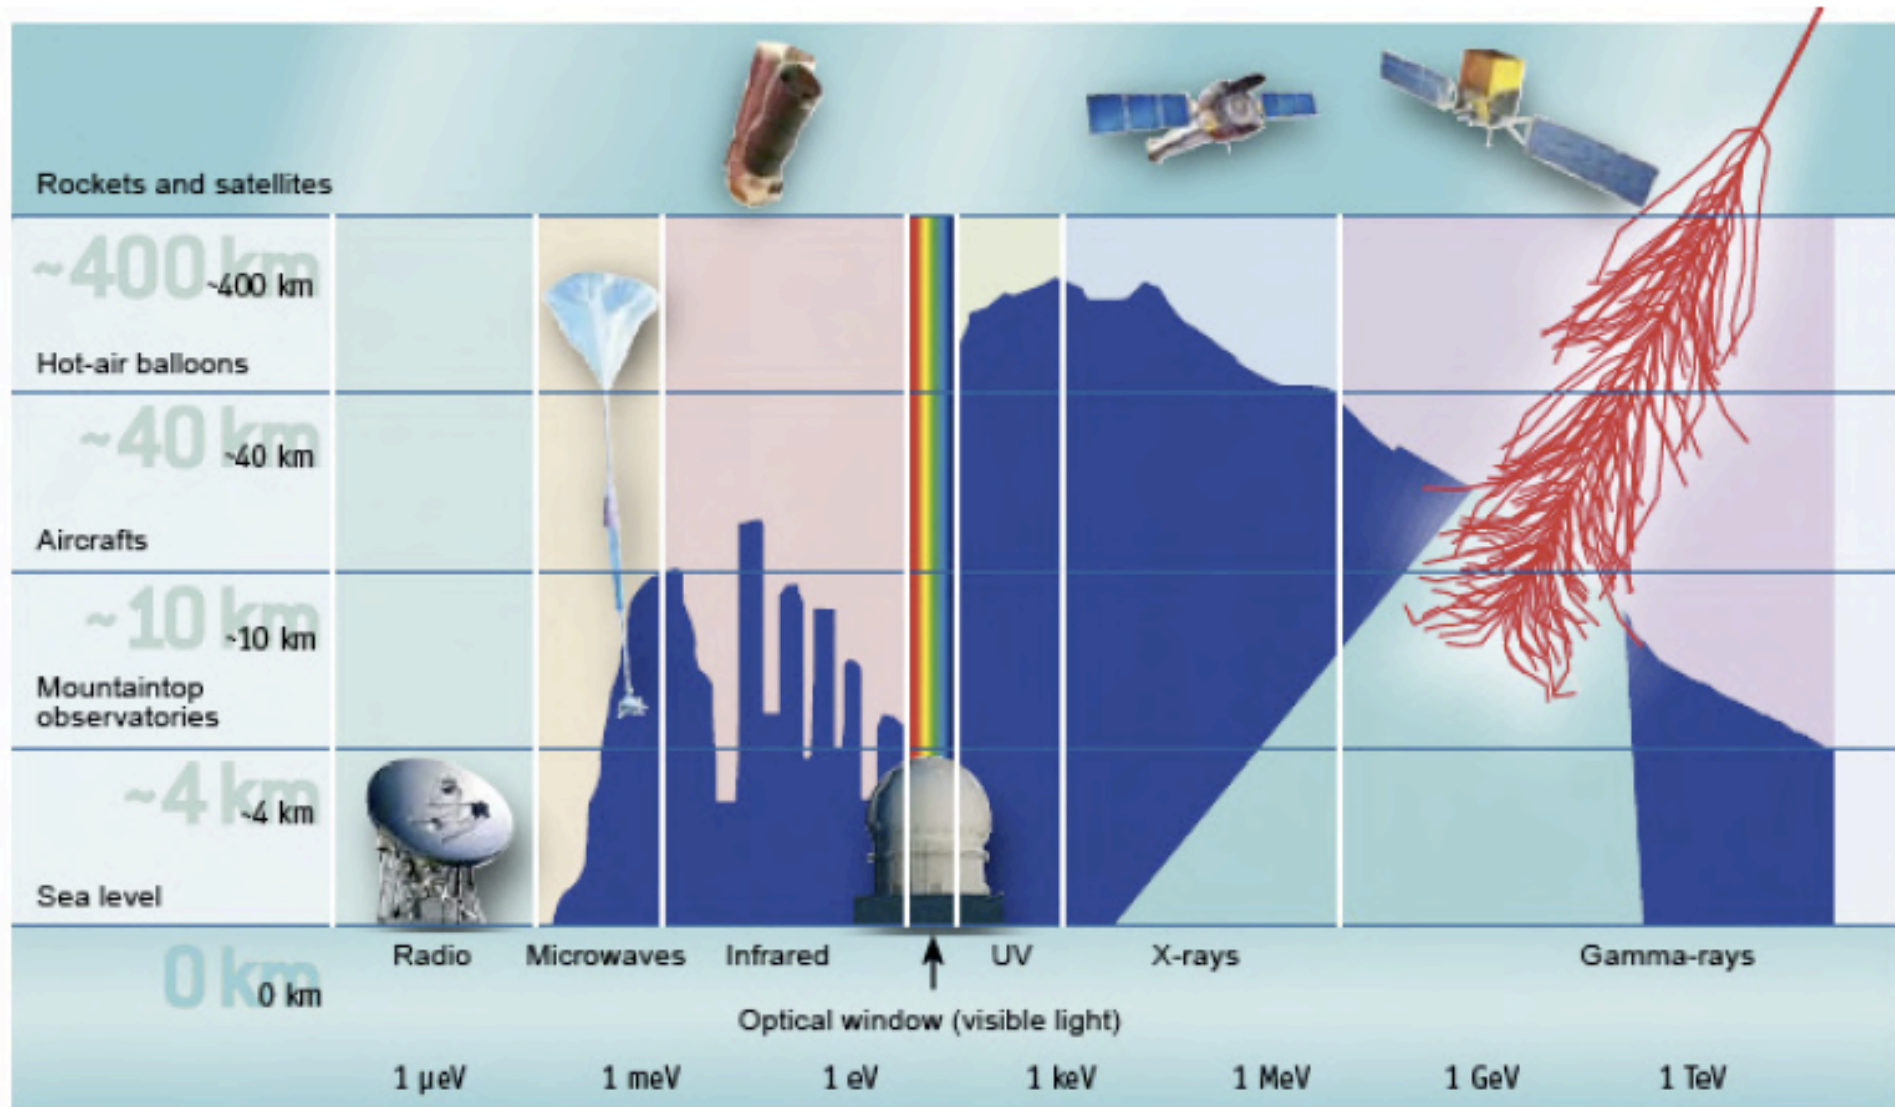 Rockets and satellites
~400 km
~400 km
Hot-air balloons
~40 km
~40 km
Aircrafts
~10 km
~10 km
Mountaintop
observatories
~4 km
~4 km
Sea level
Radio Microwaves Infrared UV X-rays Gamma-rays
0 km
0 km
Optical window (visible light)
1 µeV 1 meV 1 eV 1 keV 1 MeV 1 GeV 1 TeV